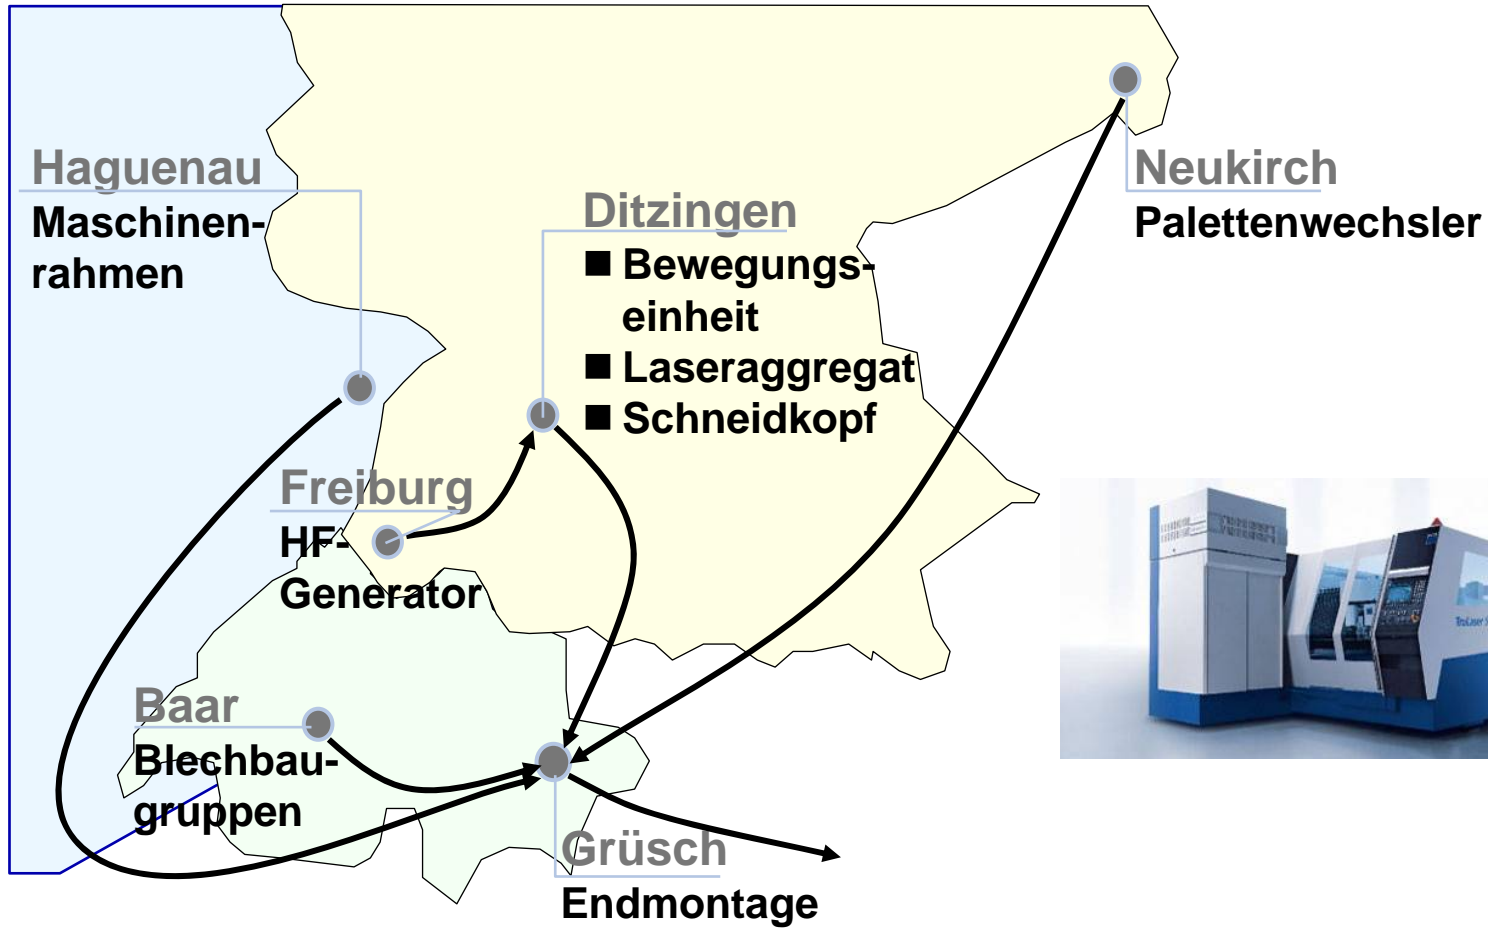 Haguenau
Maschinen-
rahmen
Ditzingen
Bewegungs-
einheit
Laseraggregat
Schneidkopf
Neukirch
Palettenwechsler
Freiburg
HF-
Generator
Baar
Blechbau-
gruppen
Grüsch
Endmontage